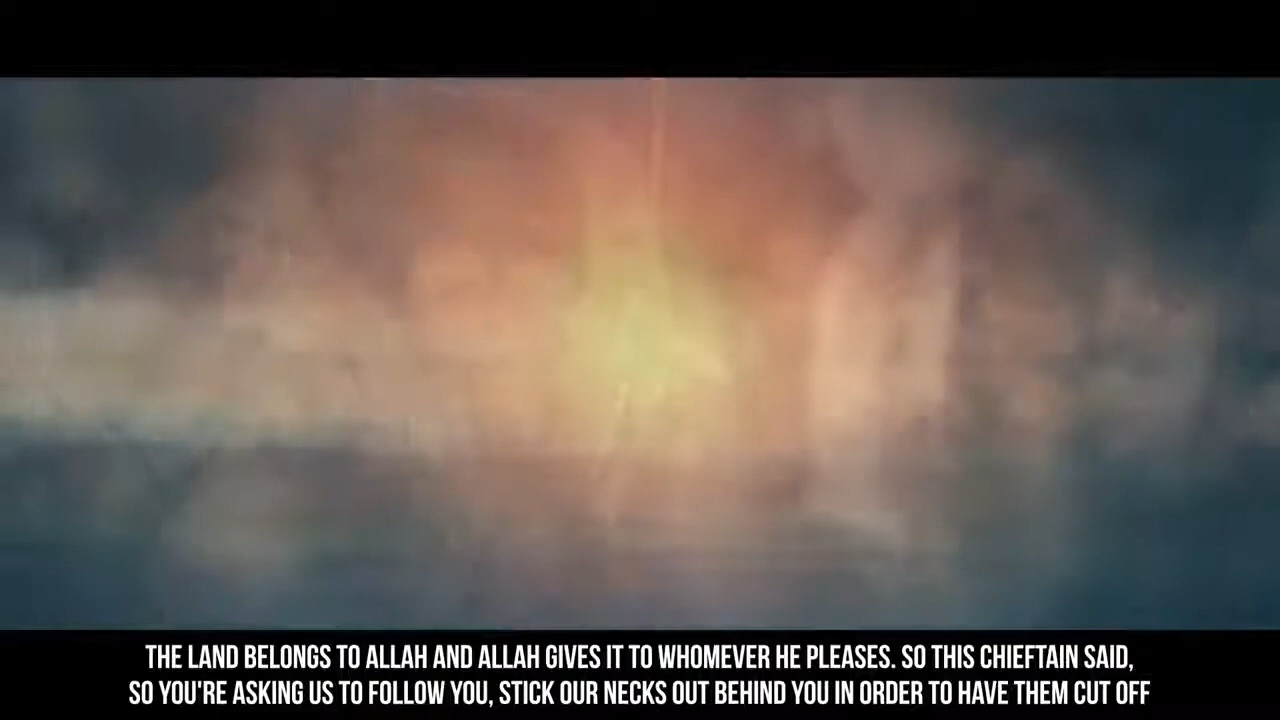 THE LAND BELONGS TO ALLAH AND ALLAH GIVES IT TO WHOMEVER HE PLEASES. SO THIS CHIEFTAIN SAID,
SO YOU'RE ASKING US TO FOLLOW YOU, STICK OUR NECKS OUT BEHIND YOU IN ORDER TO HAVE THEM CUT OFF